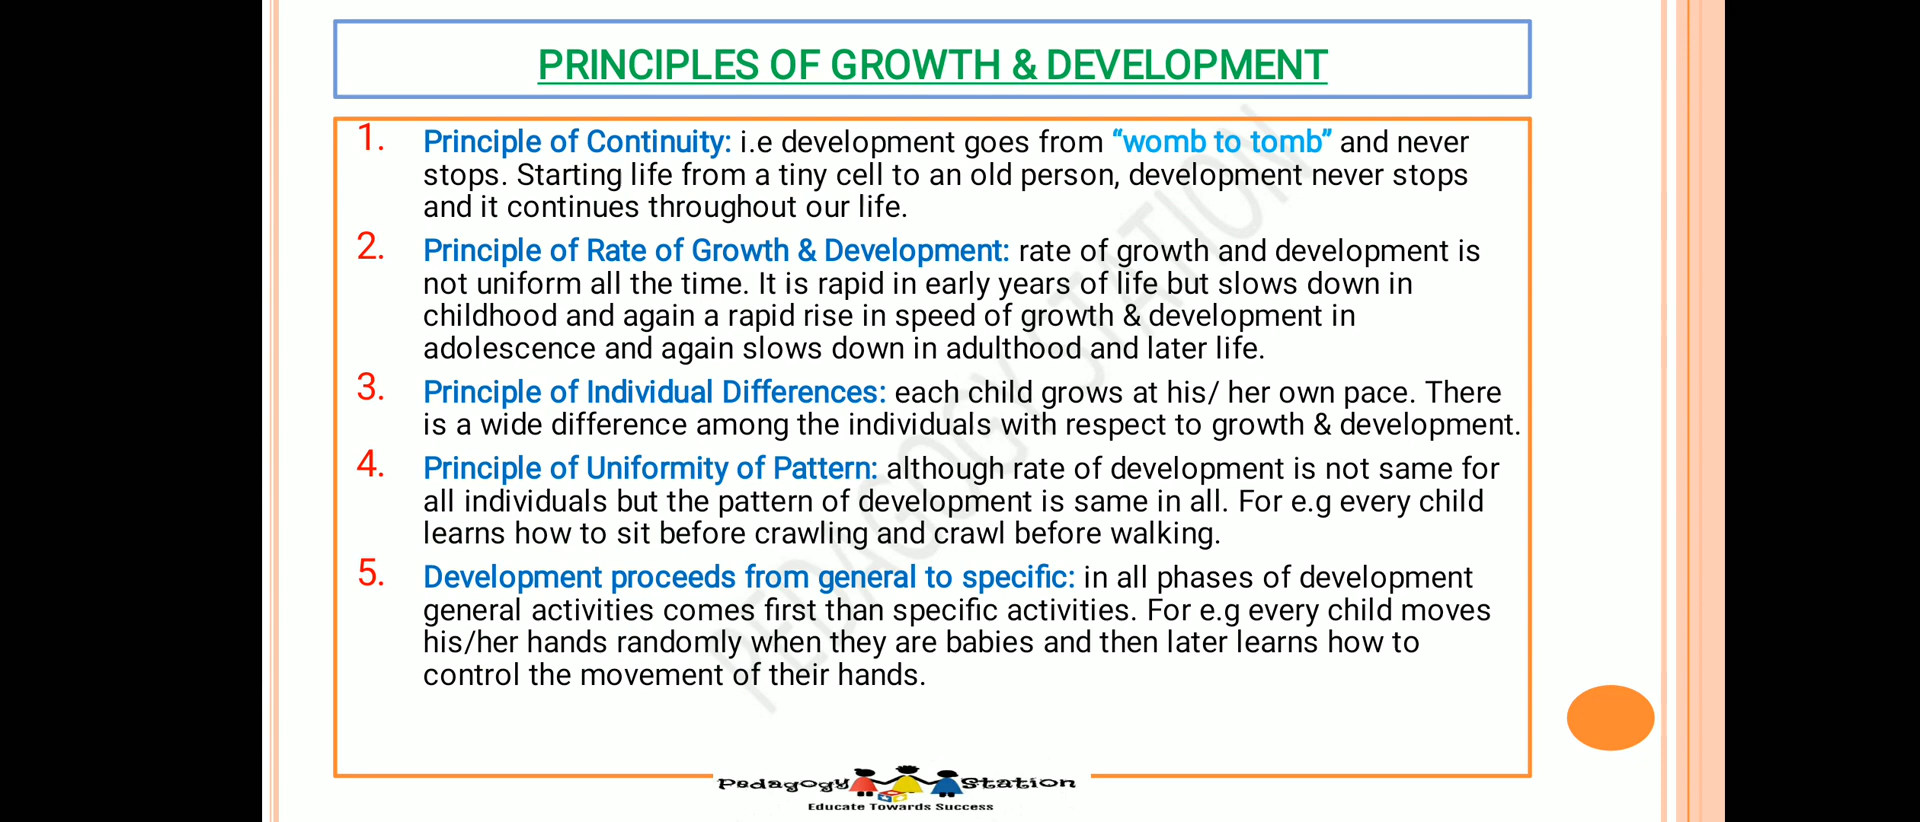 PRINCIPLES OF GROWTH & DEVELOPMENT
1. Principle of Continuity: i.e development goes from “womb to tomb” and never
stops. Starting life from a tiny cell to an old person, development never stops
and it continues throughout our life.
2. Principle of Rate of Growth & Development: rate of growth and development is
not uniform all the time. It is rapid in early years of life but slows down in
childhood and again a rapid rise in speed of growth & development in
adolescence and again slows down in adulthood and later life.
3. Principle of Individual Differences: each child grows at his/ her own pace. There
is a wide difference among the individuals with respect to growth & development.
4. Principle of Uniformity of Pattern: although rate of development is not same for
all individuals but the pattern of development is same in all. For e.g every child
learns how to sit before crawling and crawl before walking.
5. Development proceeds from general to specific: in all phases of development
general activities comes first than specific activities. For e.g every child moves
his/her hands randomly when they are babies and then later learns how to
control the movement of their hands.
PEDAGOGY STATION
Pedagogy Station
Educate Towards Success